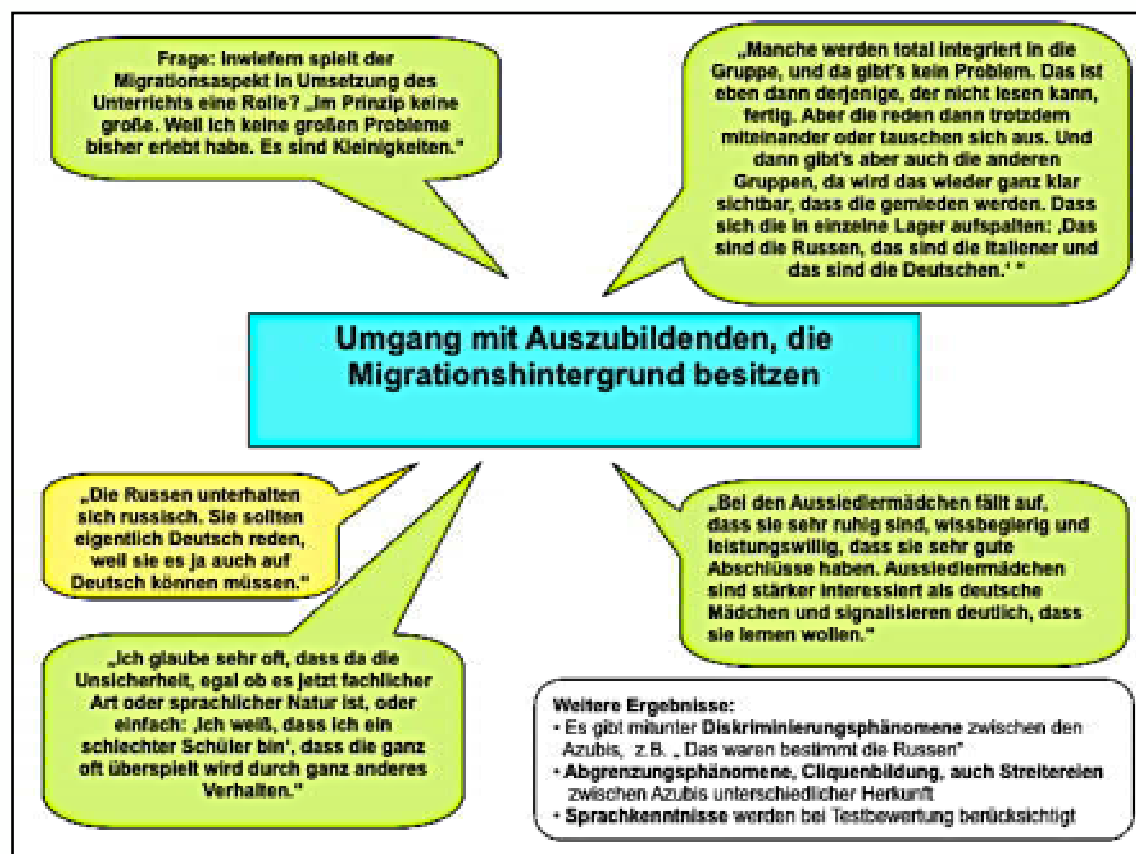 Frage: Inwiefern spielt der
Migrationsaspekt in Umsetzung des
Unterrichts eine Rolle? „Im Prinzip keine
große. Weil ich keine großen Probleme
bisher erlebt habe. Es sind Kleinigkeiten.“
„Manche werden total integriert in die
Gruppe, und da gibt's kein Problem. Das ist
eben dann derjenige, der nicht lesen kann,
fertig. Aber die reden dann trotzdem
miteinander oder tauschen sich aus. Und
dann gibt's aber auch die anderen
Gruppen, da wird das wieder ganz klar
sichtbar, dass die gemieden werden. Dass
sich die in einzelne Lager aufspalten: ‚Das
sind die Russen, das sind die Italiener und
das sind die Deutschen.‘ “
Umgang mit Auszubildenden, die
Migrationshintergrund besitzen
„Die Russen unterhalten
sich russisch. Sie sollten
eigentlich Deutsch reden,
weil sie es ja auch auf
Deutsch können müssen.“
„Bei den Aussiedlermädchen fällt auf,
dass sie sehr ruhig sind, wissbegierig und
leistungswillig, dass sie sehr gute
Abschlüsse haben. Aussiedlermädchen
sind stärker interessiert als deutsche
Mädchen und signalisieren deutlich, dass
sie lernen wollen.“
„Ich glaube sehr oft, dass da die
Unsicherheit, egal ob es jetzt fachlicher
Art oder sprachlicher Natur ist, oder
einfach: ‚Ich weiß, dass ich ein
schlechter Schüler bin‘, dass die ganz
oft überspielt wird durch ganz anderes
Verhalten.“
Weitere Ergebnisse:
• Es gibt mitunter Diskriminierungsphänomene zwischen den
Azubis, z.B. „ Das waren bestimmt die Russen“
• Abgrenzungsphänomene, Cliquenbildung, auch Streitereien
zwischen Azubis unterschiedlicher Herkunft
• Sprachkenntnisse werden bei Testbewertung berücksichtigt